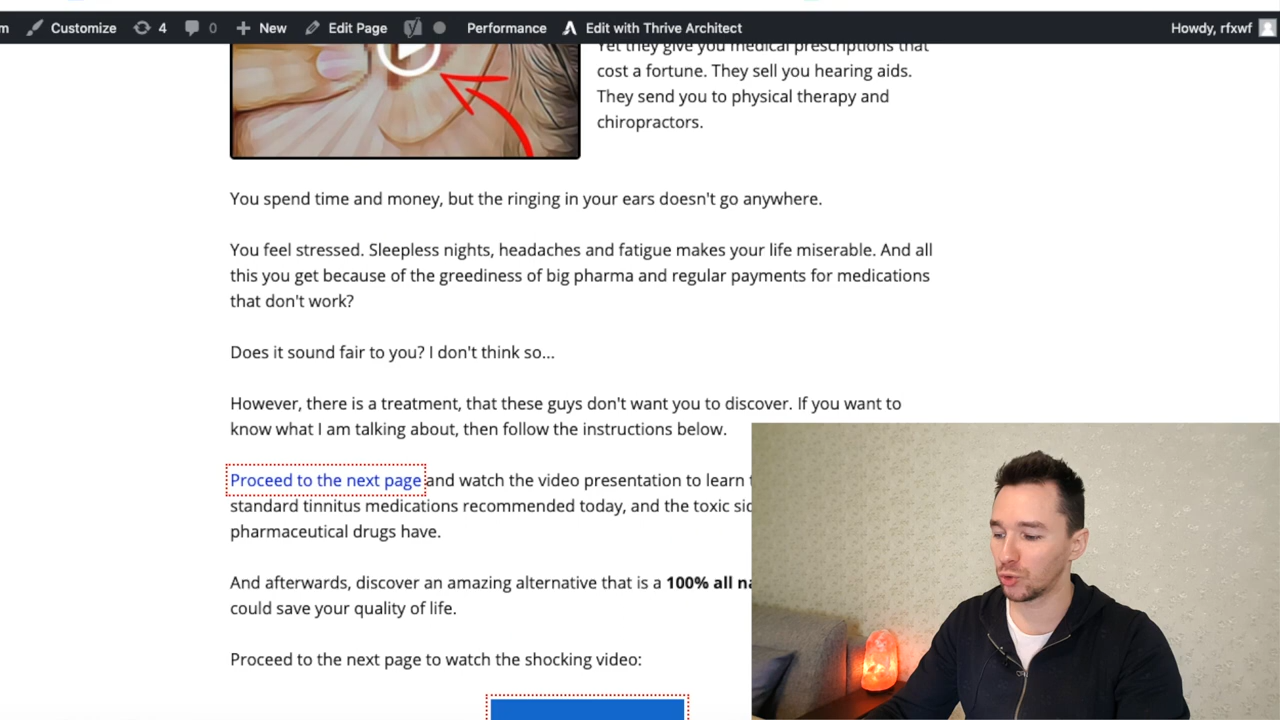 m Customize 4 0 New Edit Page Performance Edit with Thrive Architect Howdy, rfxwf
Yet they give you medical prescriptions that
cost a fortune. They sell you hearing aids.
They send you to physical therapy and
chiropractors.
You spend time and money, but the ringing in your ears doesn't go anywhere.
You feel stressed. Sleepless nights, headaches and fatigue makes your life miserable. And all
this you get because of the greediness of big pharma and regular payments for medications
that don't work?
Does it sound fair to you? I don't think so...
However, there is a treatment, that these guys don't want you to discover. If you want to
know what I am talking about, then follow the instructions below.
Proceed to the next page and watch the video presentation to learn
standard tinnitus medications recommended today, and the toxic
pharmaceutical drugs have.
And afterwards, discover an amazing alternative that is a 100% all
could save your quality of life.
Proceed to the next page to watch the shocking video: